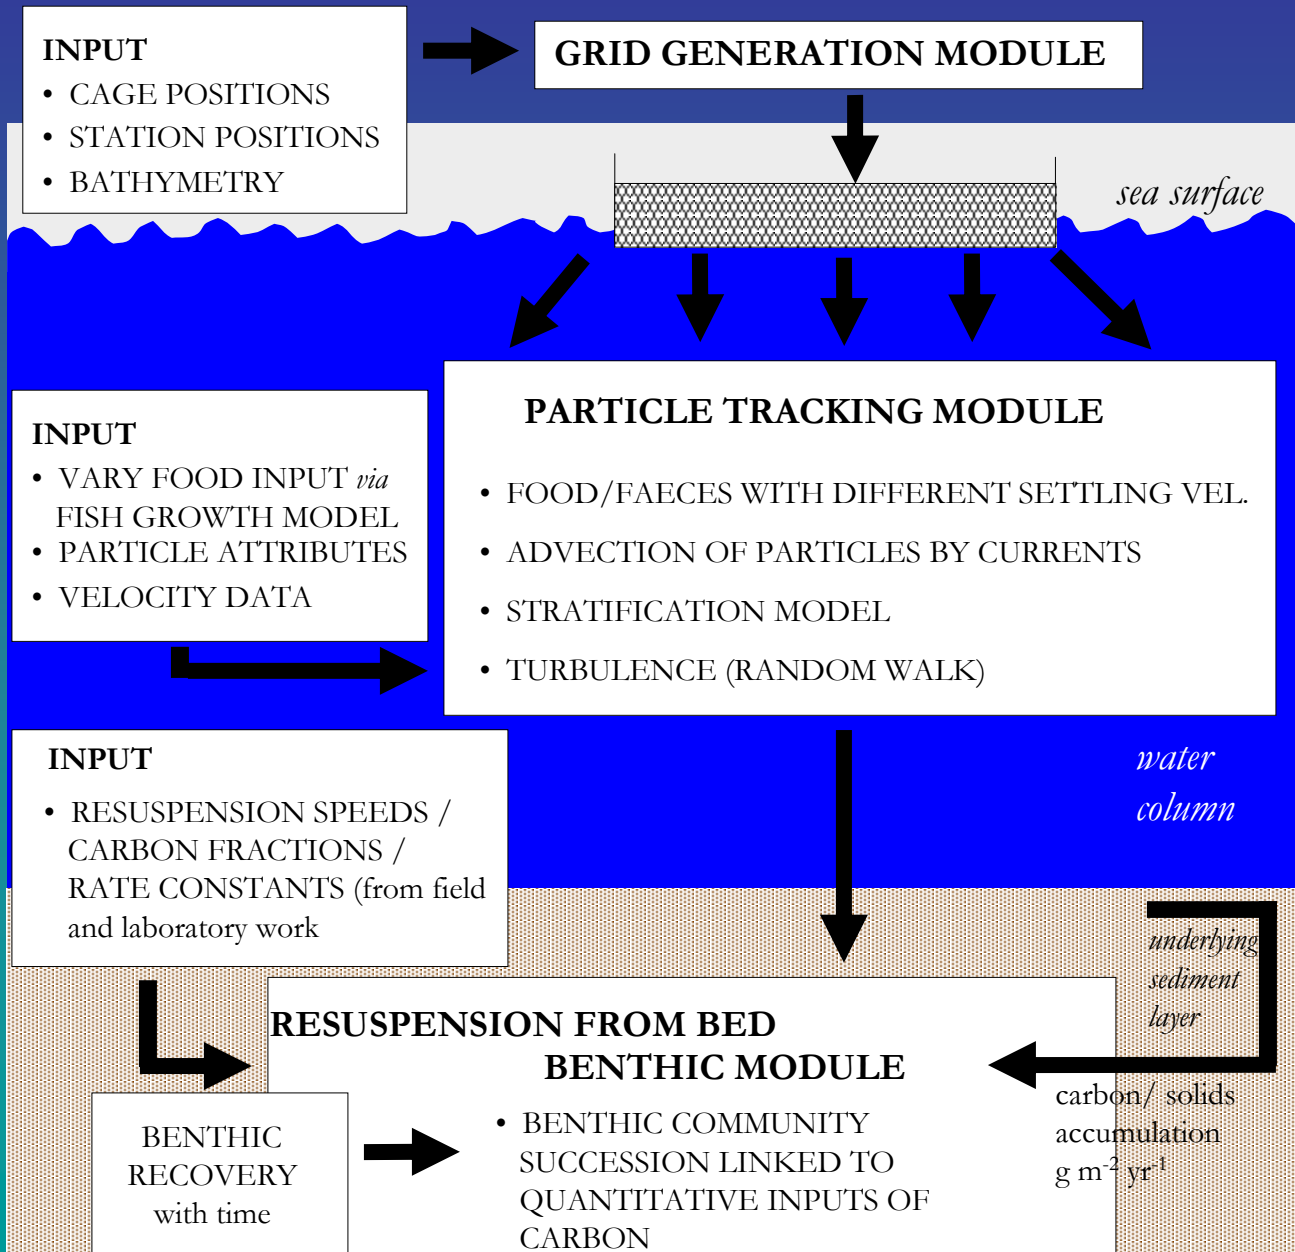 INPUT
• CAGE POSITIONS
• STATION POSITIONS
• BATHYMETRY
GRID GENERATION MODULE
sea surface
INPUT
• VARY FOOD INPUT via
FISH GROWTH MODEL
• PARTICLE ATTRIBUTES
• VELOCITY DATA
PARTICLE TRACKING MODULE
• FOOD/FAECES WITH DIFFERENT SETTLING VEL.
• ADVECTION OF PARTICLES BY CURRENTS
• STRATIFICATION MODEL
• TURBULENCE (RANDOM WALK)
water
column
INPUT
• RESUSPENSION SPEEDS /
CARBON FRACTIONS /
RATE CONSTANTS (from field
and laboratory work
underlying
sediment
layer
RESUSPENSION FROM BED
BENTHIC MODULE
• BENTHIC COMMUNITY
SUCCESSION LINKED TO
QUANTITATIVE INPUTS OF
CARBON
carbon/ solids
accumulation
g m⁻² yr⁻¹
BENTHIC
RECOVERY
with time